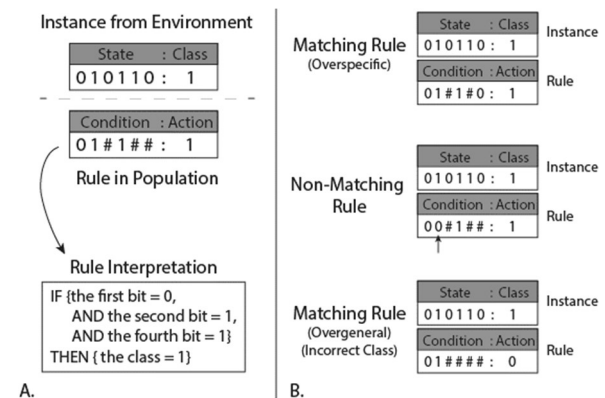 Instance from Environment
State : Class
010110 : 1
Condition : Action
01#1## : 1
Rule in Population
Rule Interpretation
IF {the first bit = 0,
AND the second bit = 1,
AND the fourth bit = 1}
THEN { the class = 1}
A.
Matching Rule
(Overspecific)
State : Class
010110 : 1
Instance
Condition : Action
01#1#0 : 1
Rule
Non-Matching
Rule
State : Class
010110 : 1
Instance
Condition : Action
00#1## : 1
Rule
Matching Rule
(Overgeneral)
(Incorrect Class)
State : Class
010110 : 1
Instance
Condition : Action
01#### : 0
Rule
B.